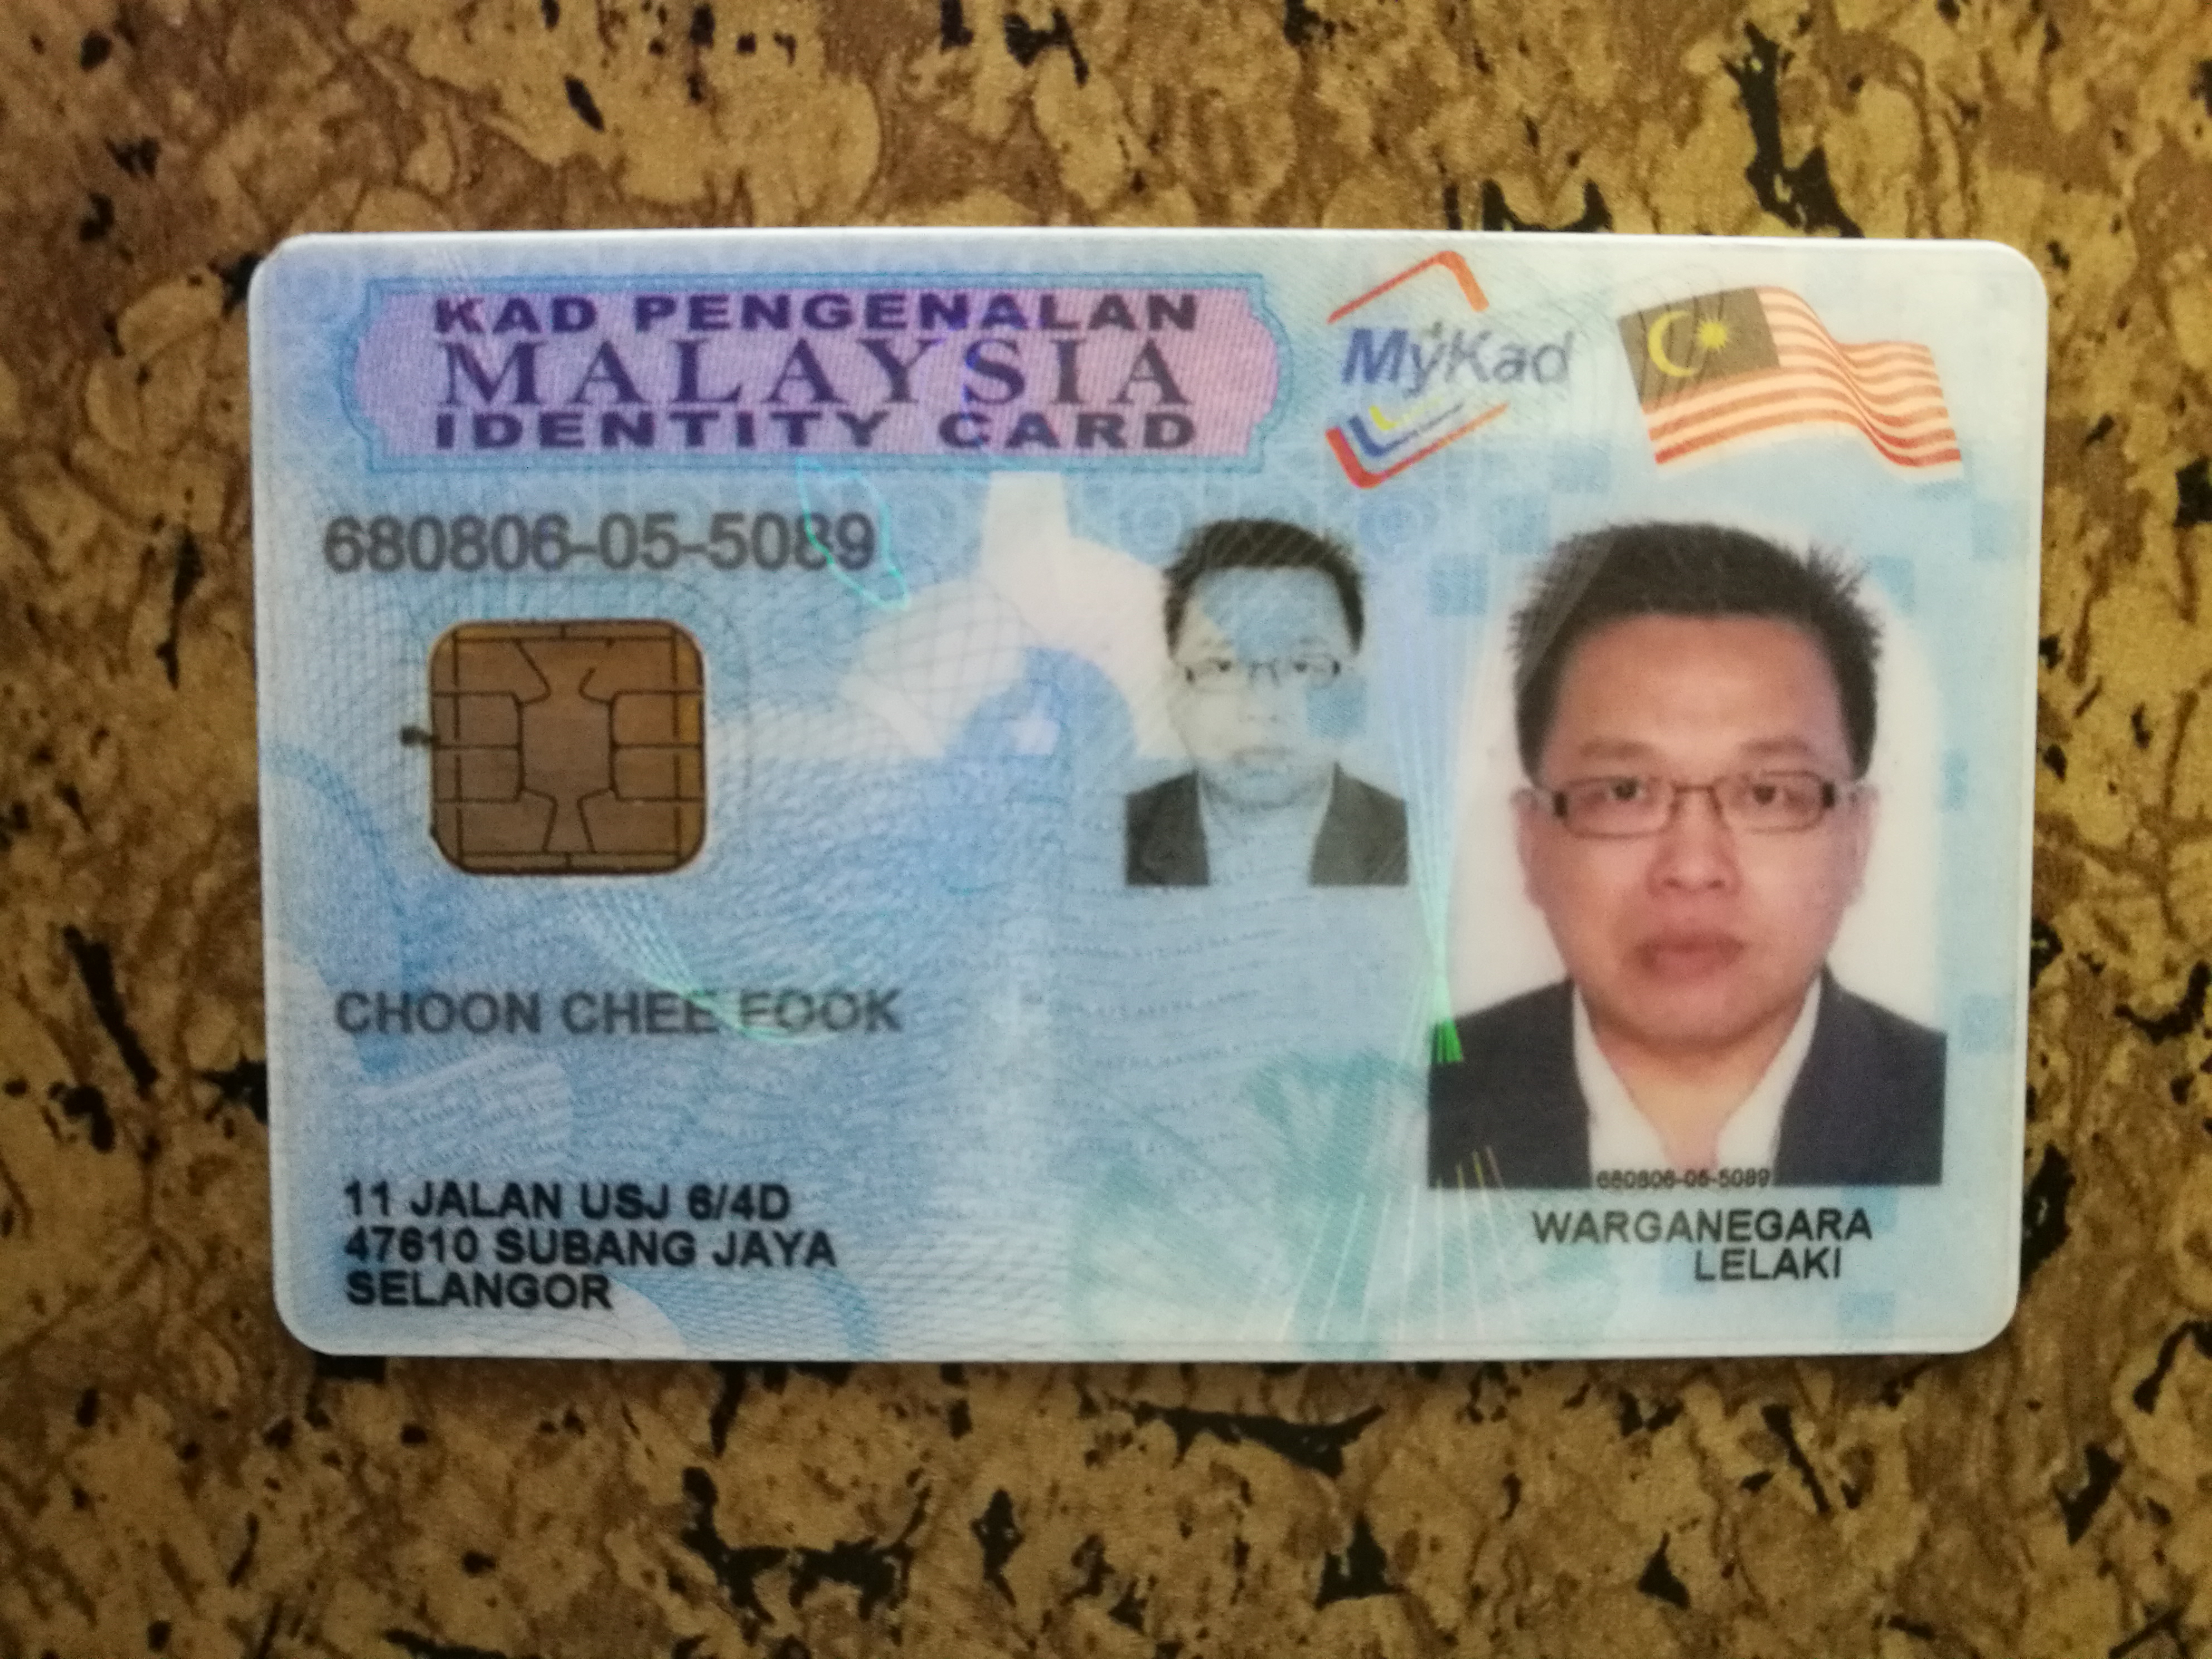 KAD PENGENALAN
MALAYSIA
IDENTITY CARD
MyKad
680806-05-5089
CHOON CHEE FOOK
11 JALAN USJ 6/4D
47610 SUBANG JAYA
SELANGOR
680806-05-5089
WARGANEGARA
LELAKI